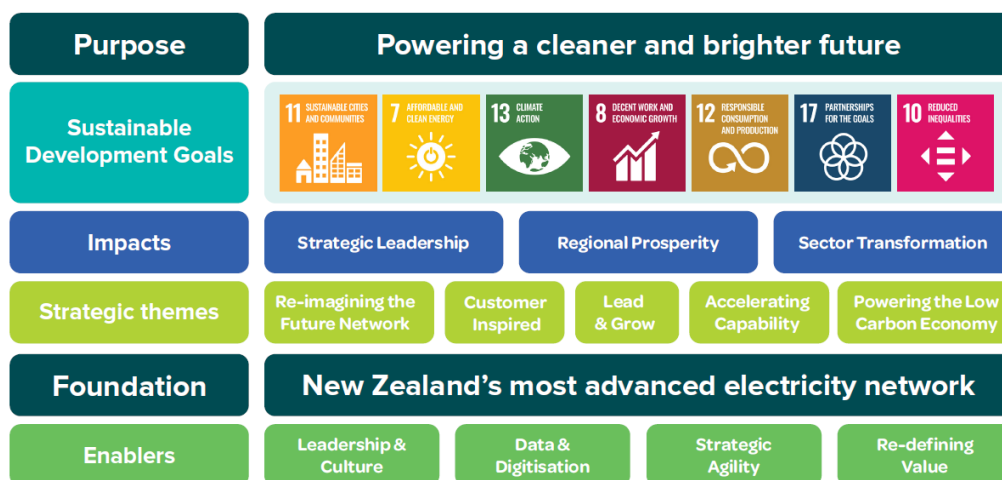 Purpose
Powering a cleaner and brighter future
Sustainable
Development Goals
11 SUSTAINABLE CITIES
AND COMMUNITIES
7 AFFORDABLE AND
CLEAN ENERGY
13 CLIMATE
ACTION
8 DECENT WORK AND
ECONOMIC GROWTH
12 RESPONSIBLE
CONSUMPTION
AND PRODUCTION
17 PARTNERSHIPS
FOR THE GOALS
10 REDUCED
INEQUALITIES
Impacts
Strategic Leadership
Regional Prosperity
Sector Transformation
Strategic themes
Re-imagining the
Future Network
Customer
Inspired
Lead
& Grow
Accelerating
Capability
Powering the Low
Carbon Economy
Foundation
New Zealand's most advanced electricity network
Enablers
Leadership &
Culture
Data &
Digitisation
Strategic
Agility
Re-defining
Value